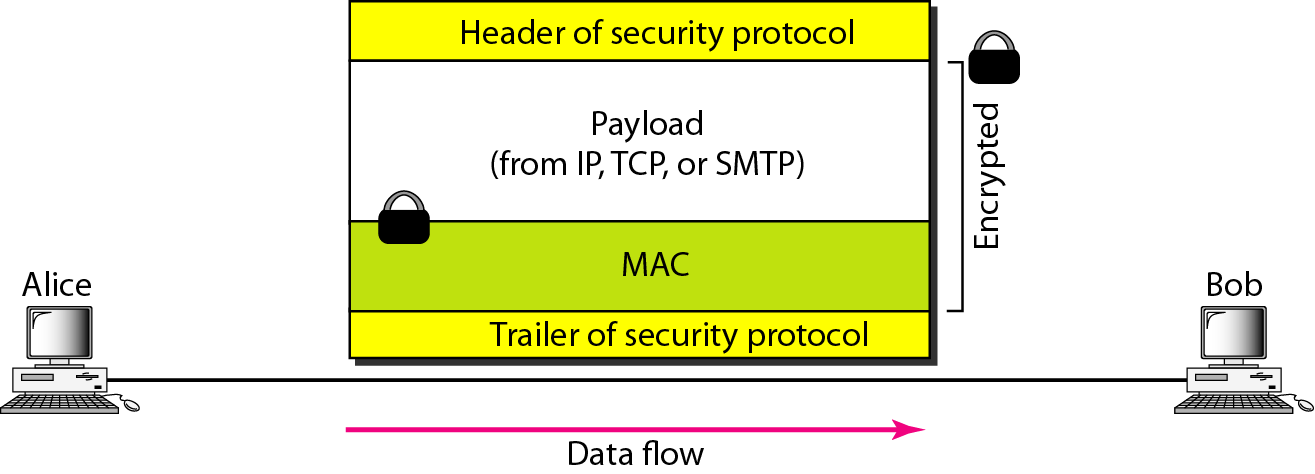 Header of security protocol
Payload
(from IP, TCP, or SMTP)
Encrypted
MAC
Alice
Bob
Trailer of security protocol
Data flow